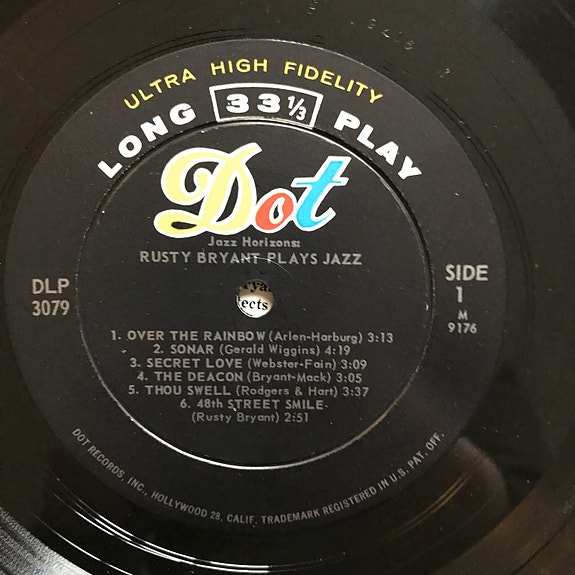 ULTRA HIGH FIDELITY
LONG 33 1/3 PLAY
Dot
Jazz Horizons:
RUSTY BRYANT PLAYS JAZZ
DLP
3079
SIDE
1
M
9176
ects
1. OVER THE RAINBOW (Arlen-Harburg) 3:13
2. SONAR (Gerald Wiggins) 4:19
3. SECRET LOVE (Webster-Fain) 3:09
4. THE DEACON (Bryant-Mack) 3:05
5. THOU SWELL (Rodgers & Hart) 3:37
6. 48th STREET SMILE
(Rusty Bryant) 2:51
DOT RECORDS, INC., HOLLYWOOD 28, CALIF. TRADEMARK REGISTERED IN U.S. PAT. OFF.